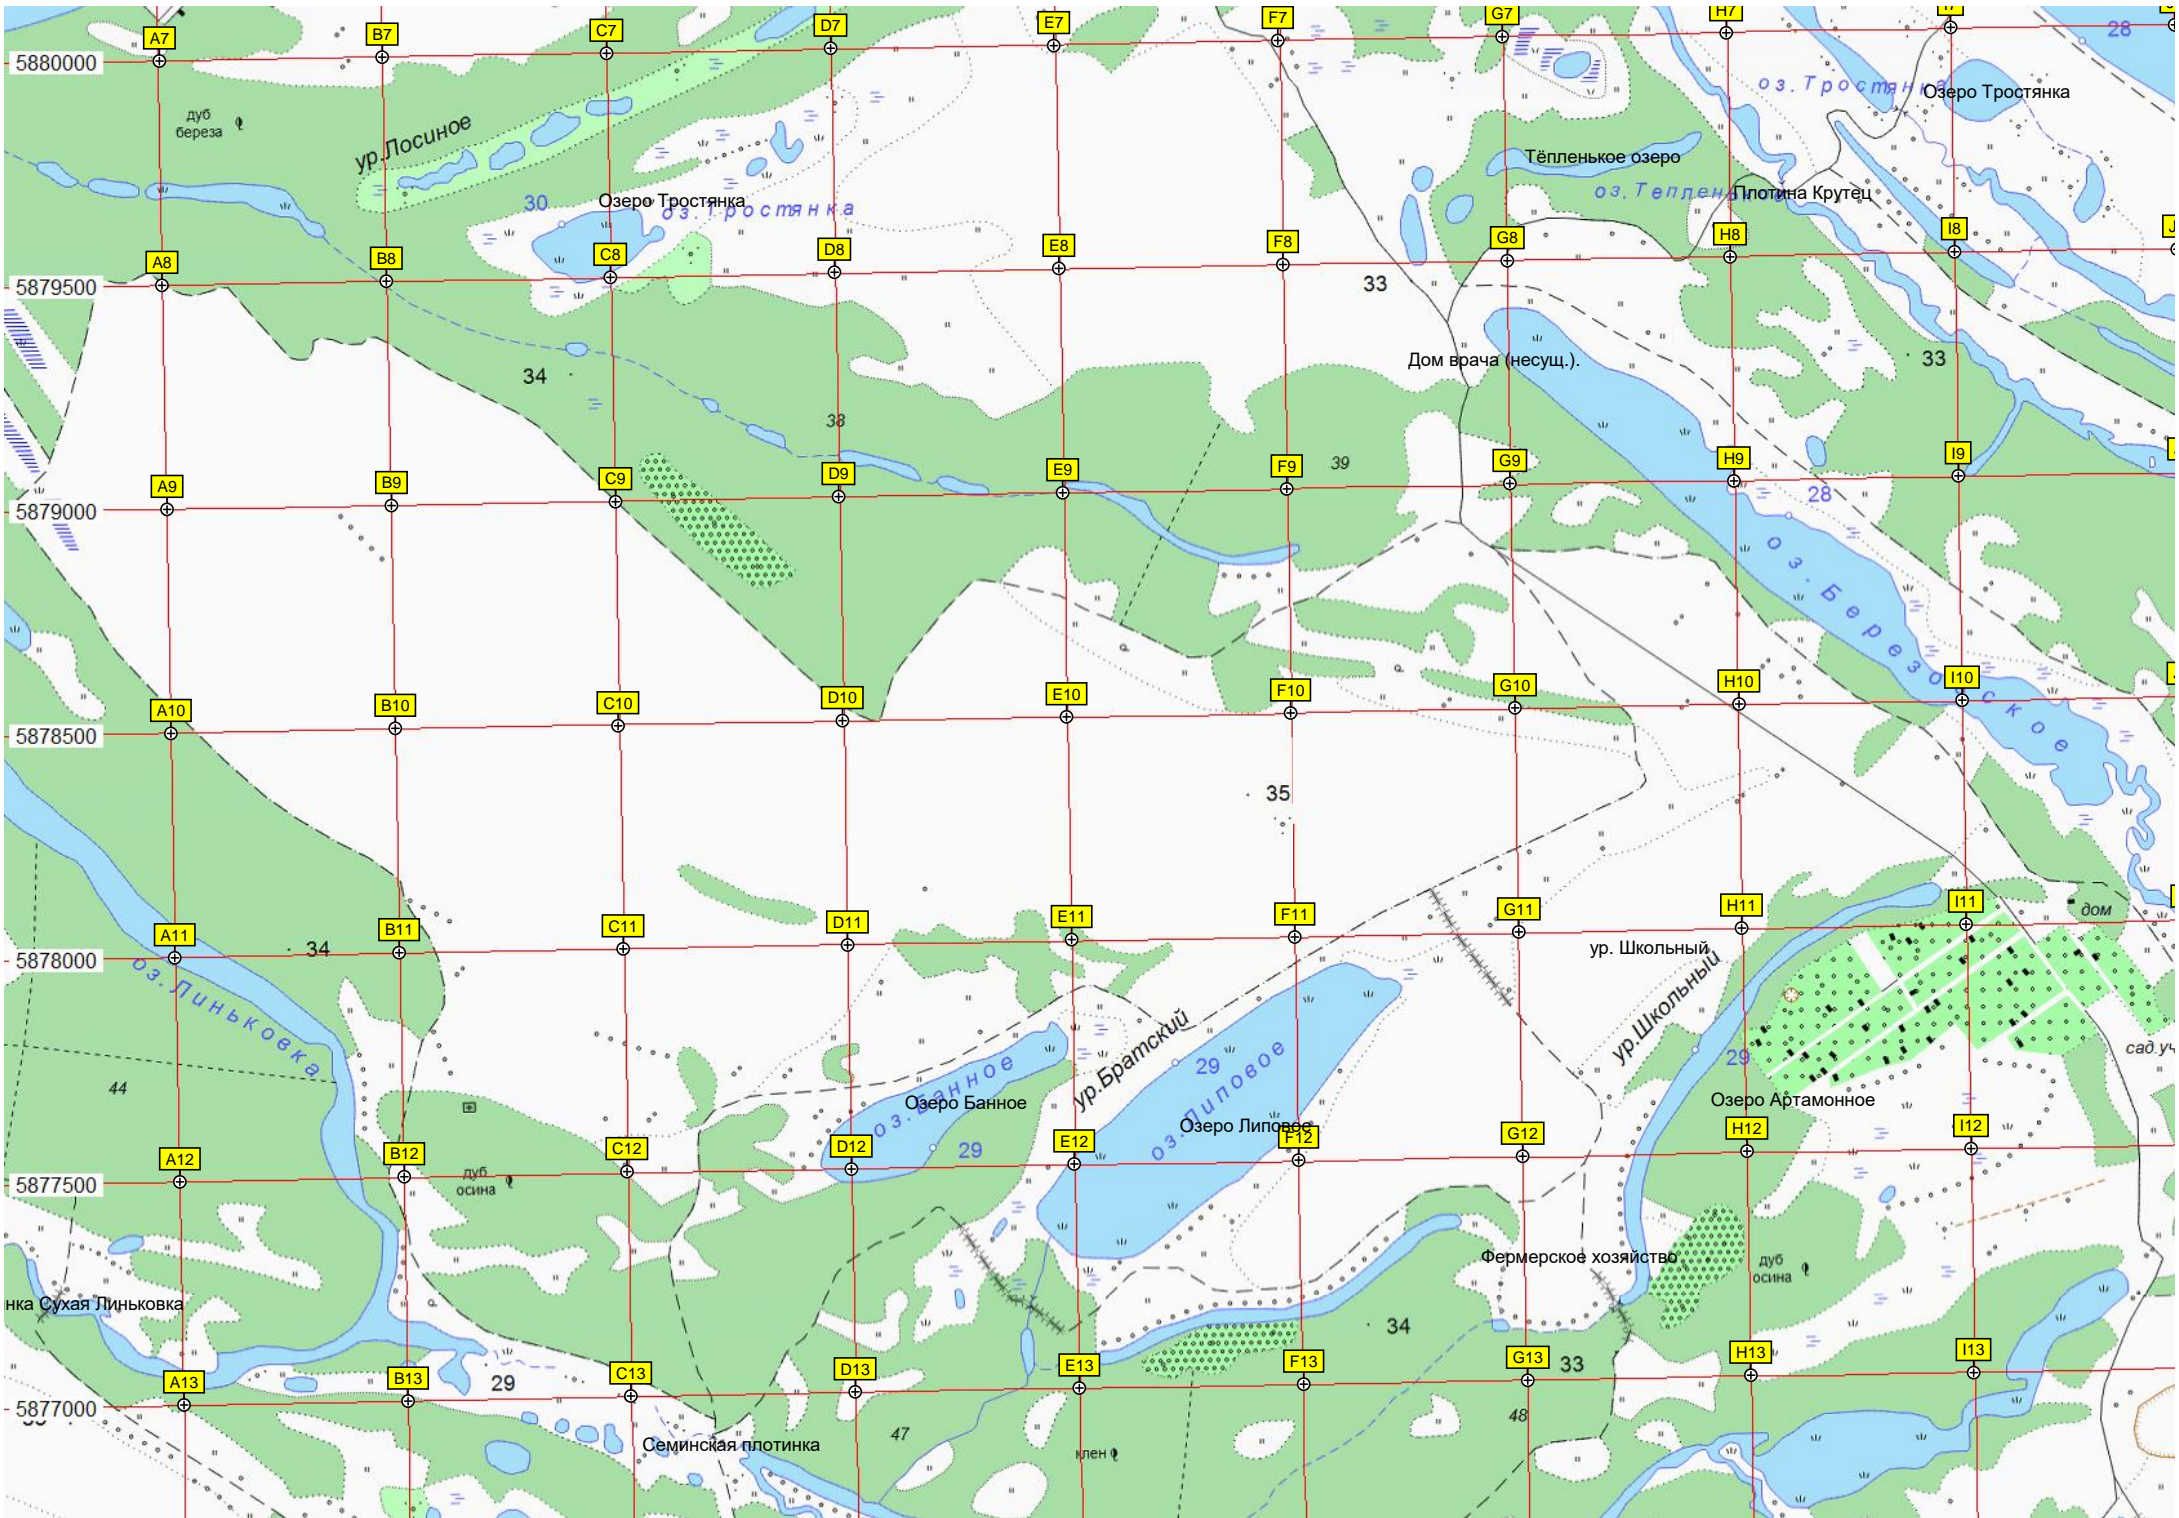 A7
B7
C7
D7
E7
F7
G7
H7
28
5880000
оз. Тростянка
Озеро Тростянка
дуб
береза
ур.Лосиное
Тёпленькое озеро
Плотина Крутец
30
Озеро Тростянка
оз. Тростянка
A8
B8
C8
D8
E8
F8
G8
H8
I8
5879500
33
34
Дом врача (несущ.).
33
38
A9
B9
C9
D9
E9
F9
39
G9
H9
I9
28
5879000
оз. Березовское
A10
B10
C10
D10
E10
F10
G10
H10
I10
5878500
35
A11
B11
C11
D11
E11
F11
G11
H11
I11
дом
5878000
34
оз. Линьковка
ур. Школьный
ур.Школьный
44
оз. Банное
Озеро Банное
29
ур.Братский
29
оз. Липовое
Озеро Липовое
29
Озеро Артамонное
сад.уч
A12
B12
C12
D12
E12
F12
G12
H12
I12
5877500
дуб
осина
Фермерское хозяйство
дуб
осина
нка Сухая Линьковка
34
33
A13
B13
C13
D13
E13
F13
G13
H13
I13
29
5877000
48
47
Семинская плотинка
клен